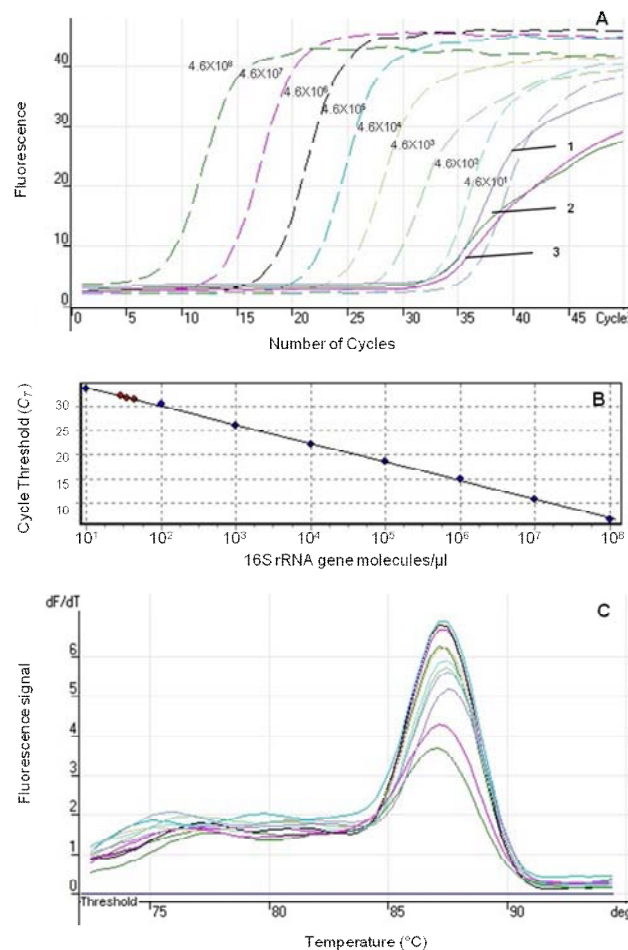 A
Fluorescence
40
30
20
10
0
4.6X10⁸
4.6X10⁷
4.6X10⁶
4.6X10⁵
4.6X10⁴
4.6X10³
4.6X10²
4.6X10¹
1
2
3
0 5 10 15 20 25 30 35 40 45 Cycle
Number of Cycles
B
Cycle Threshold (C_T)
30
25
20
15
10
10¹ 10² 10³ 10⁴ 10⁵ 10⁶ 10⁷ 10⁸
16S rRNA gene molecules/µl
dF/dT
C
Fluorescence signal
6
5
4
3
2
1
0
Threshold
75 80 85 90 deg
Temperature (°C)